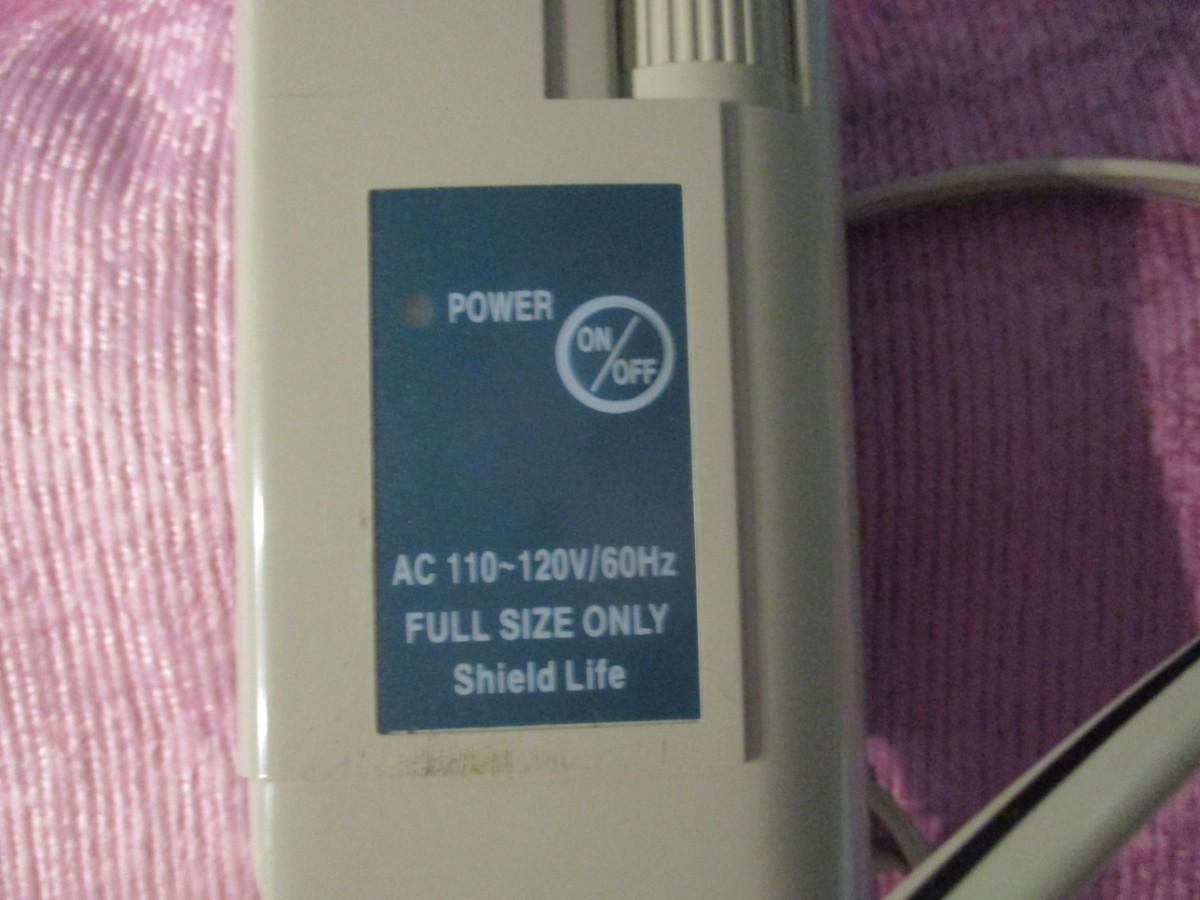 POWER
ON/OFF
AC 110~120V/60Hz
FULL SIZE ONLY
Shield Life